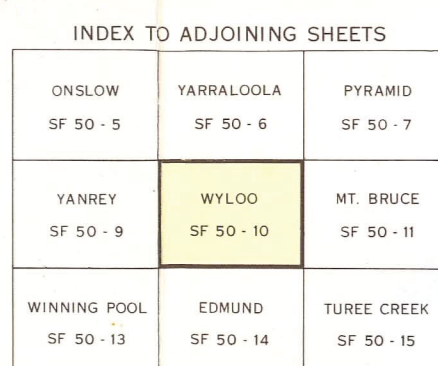 INDEX TO ADJOINING SHEETS
ONSLOW
SF 50 - 5
YARRALOOLA
SF 50 - 6
PYRAMID
SF 50 - 7
YANREY
SF 50 - 9
WYLOO
SF 50 - 10
MT. BRUCE
SF 50 - 11
WINNING POOL
SF 50 - 13
EDMUND
SF 50 - 14
TUREE CREEK
SF 50 - 15